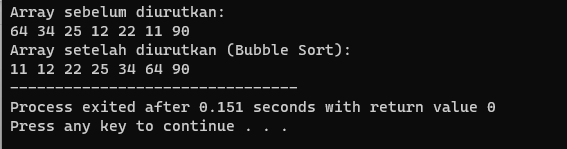 Array sebelum diurutkan:
64 34 25 12 22 11 90
Array setelah diurutkan (Bubble Sort):
11 12 22 25 34 64 90
--------------------------------
Process exited after 0.151 seconds with return value 0
Press any key to continue . . .